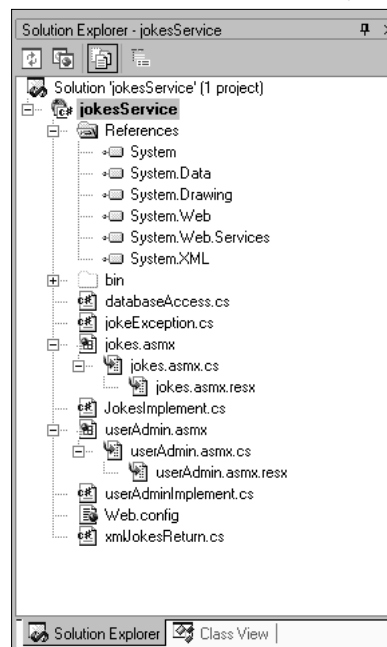 Solution Explorer - jokesService
Solution 'jokesService' (1 project)
jokesService
References
System
System.Data
System.Drawing
System.Web
System.Web.Services
System.XML
bin
databaseAccess.cs
jokeException.cs
jokes.asmx
jokes.asmx.cs
jokes.asmx.resx
JokesImplement.cs
userAdmin.asmx
userAdmin.asmx.cs
userAdmin.asmx.resx
userAdminImplement.cs
Web.config
xmlJokesReturn.cs
Solution Explorer Class View